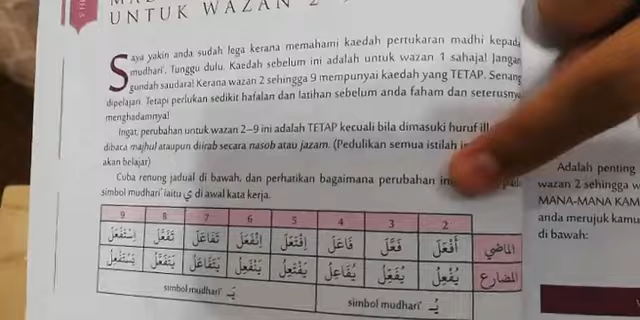 UNTUK WAZAN 2
Saya yakin anda sudah lega kerana memahami kaedah pertukaran madhi kepada
mudhari'. Tunggu dulu. Kaedah sebelum ini adalah untuk wazan 1 sahaja! Jangan
gundah saudara! Kerana wazan 2 sehingga 9 mempunyai kaedah yang TETAP. Senang
dipelajari. Tetapi perlukan sedikit hafalan dan latihan sebelum anda faham dan seterusnya
menghadamnya!
Ingat, perubahan untuk wazan 2–9 ini adalah TETAP kecuali bila dimasuki huruf
dibaca majhul ataupun diirab secara nasob atau jazam. (Pedulikan semua istilah
akan belajar)
Cuba renung jadual di bawah, dan perhatikan bagaimana perubahan
simbol mudhari' iaitu يُ di awal kata kerja.
9 8 7 6 5 4 3 2
الماضي أَفْعَلَ فَعَّلَ فَاعَلَ اِفْتَعَلَ اِنْفَعَلَ تَفَاعَلَ تَفَعَّلَ اِسْتَفْعَلَ
المضارع يُفْعِلُ يُفَعِّلُ يُفَاعِلُ يَفْتَعِلُ يَنْفَعِلُ يَتَفَاعَلُ يَتَفَعَّلُ يَسْتَفْعِلُ
simbol mudhari' يَـ
simbol mudhari' يُـ
Adalah penting
wazan 2 sehingga
MANA-MANA KAM
anda merujuk kamu
di bawah: